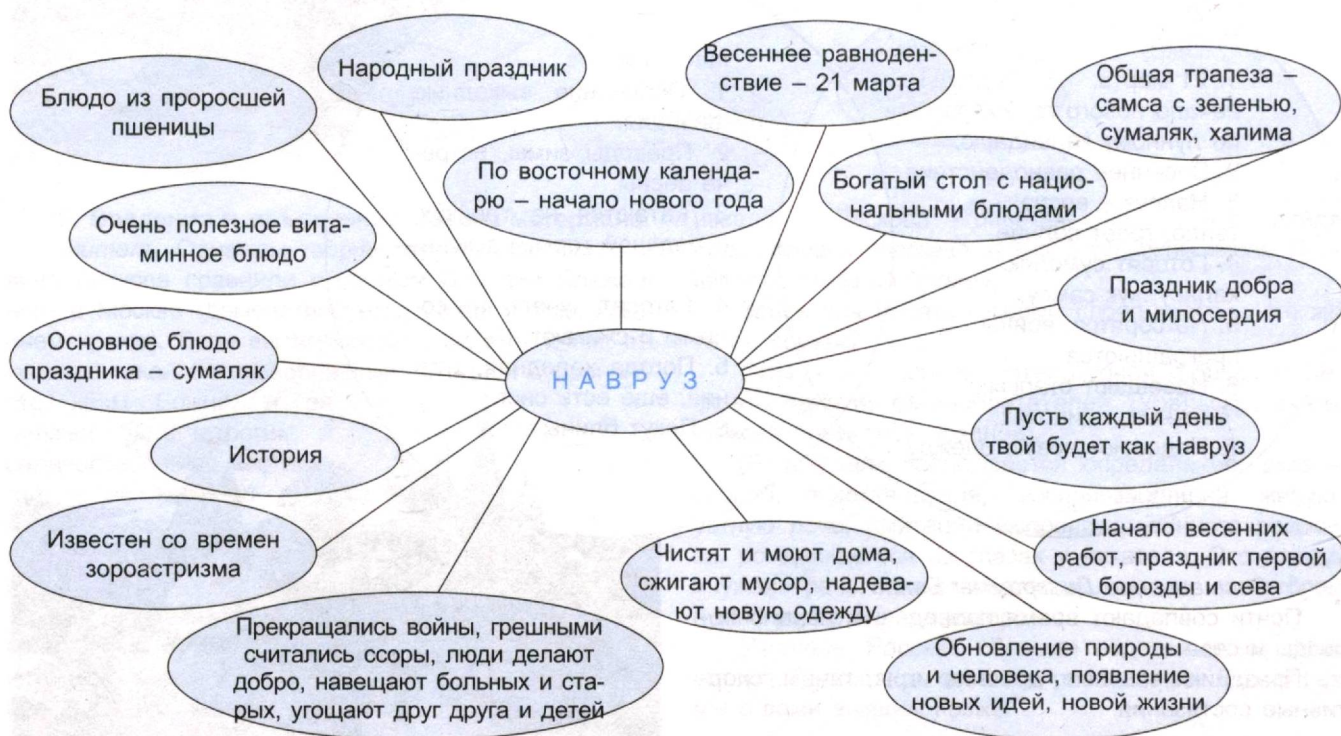 Народный праздник
Весеннее равноден-
ствие – 21 марта
Общая трапеза –
самса с зеленью,
сумаляк, халима
Блюдо из проросшей
пшеницы
По восточному календа-
рю – начало нового года
Богатый стол с нацио-
нальными блюдами
Очень полезное вита-
минное блюдо
Праздник добра
и милосердия
Основное блюдо
праздника – сумаляк
НАВРУЗ
Пусть каждый день
твой будет как Навруз
История
Известен со времен
зороастризма
Чистят и моют дома,
сжигают мусор, надева-
ют новую одежду
Начало весенних
работ, праздник первой
борозды и сева
Прекращались войны, грешными
считались ссоры, люди делают
добро, навещают больных и ста-
рых, угощают друг друга и детей
Обновление природы
и человека, появление
новых идей, новой жизни